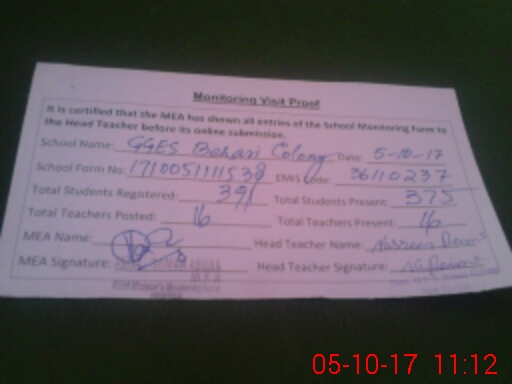 Monitoring Visit Proof
It is certified that the MEA has shown all entries of the School Monitoring form to
the Head Teacher before its online submission.
School Name: GGES Behari Colony Date: 5-10-17
School Form No: 1710051111538 EMIS Code: 36110237
Total Students Registered: 391 Total Students Present: 375
Total Teachers Posted: 16 Total Teachers Present: 16
MEA Name: Head Teacher Name: Nasreen
MEA Signature: Head Teacher Signature:
05-10-17 11:12